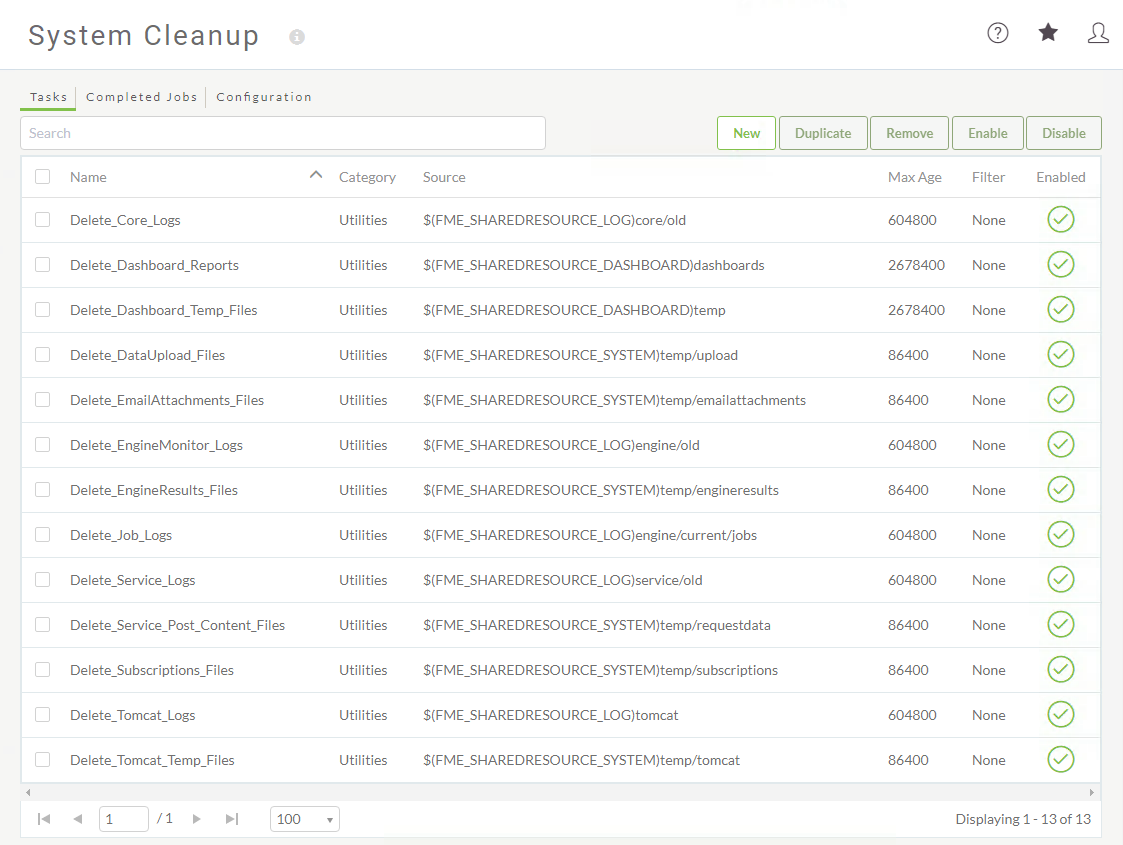 System Cleanup
Tasks Completed Jobs Configuration
Search New Duplicate Remove Enable Disable
Name Category Source Max Age Filter Enabled
Delete_Core_Logs Utilities $(FME_SHAREDRESOURCE_LOG)core/old 604800 None
Delete_Dashboard_Reports Utilities $(FME_SHAREDRESOURCE_DASHBOARD)dashboards 2678400 None
Delete_Dashboard_Temp_Files Utilities $(FME_SHAREDRESOURCE_DASHBOARD)temp 2678400 None
Delete_DataUpload_Files Utilities $(FME_SHAREDRESOURCE_SYSTEM)temp/upload 86400 None
Delete_EmailAttachments_Files Utilities $(FME_SHAREDRESOURCE_SYSTEM)temp/emailattachments 86400 None
Delete_EngineMonitor_Logs Utilities $(FME_SHAREDRESOURCE_LOG)engine/old 604800 None
Delete_EngineResults_Files Utilities $(FME_SHAREDRESOURCE_SYSTEM)temp/engineresults 86400 None
Delete_Job_Logs Utilities $(FME_SHAREDRESOURCE_LOG)engine/current/jobs 604800 None
Delete_Service_Logs Utilities $(FME_SHAREDRESOURCE_LOG)service/old 604800 None
Delete_Service_Post_Content_Files Utilities $(FME_SHAREDRESOURCE_SYSTEM)temp/requestdata 86400 None
Delete_Subscriptions_Files Utilities $(FME_SHAREDRESOURCE_SYSTEM)temp/subscriptions 86400 None
Delete_Tomcat_Logs Utilities $(FME_SHAREDRESOURCE_LOG)tomcat 604800 None
Delete_Tomcat_Temp_Files Utilities $(FME_SHAREDRESOURCE_SYSTEM)temp/tomcat 86400 None
1 / 1 100 Displaying 1 - 13 of 13